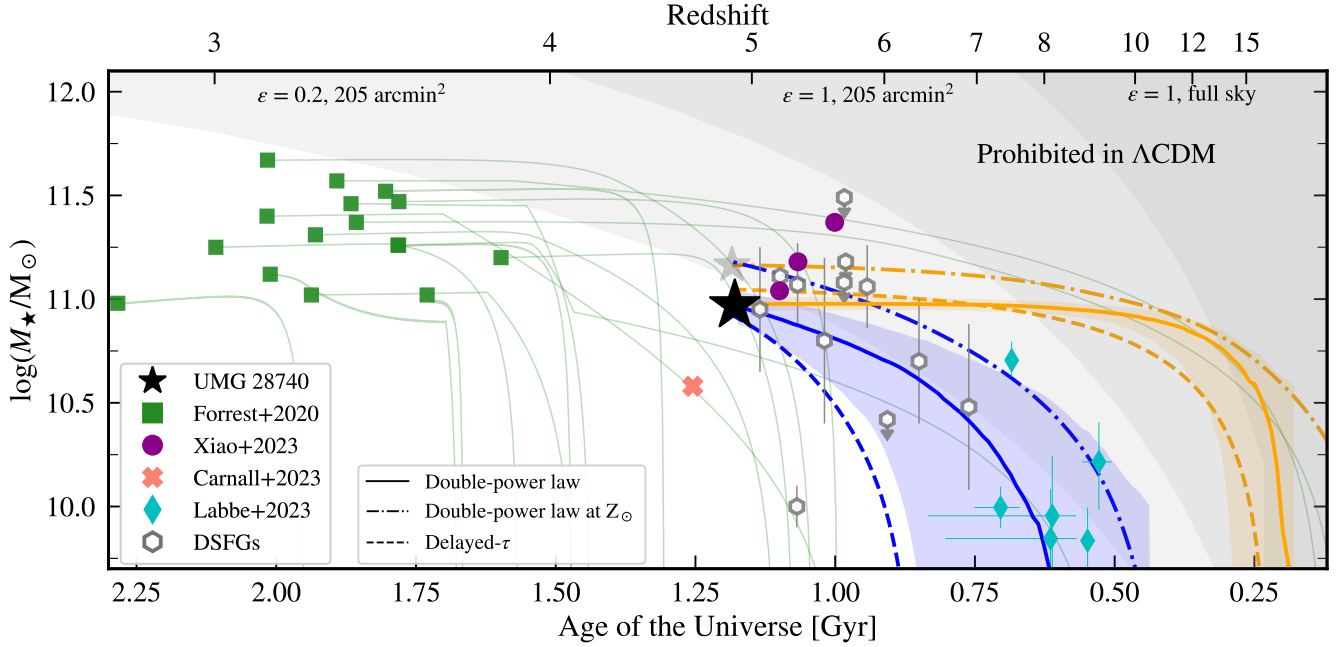 Redshift
3 4 5 6 7 8 10 12 15
ε = 0.2, 205 arcmin²
ε = 1, 205 arcmin²
ε = 1, full sky
Prohibited in ΛCDM
12.0
11.5
11.0
10.5
10.0
log(M★/M⊙)
UMG 28740
Forrest+2020
Xiao+2023
Carnall+2023
Labbe+2023
DSFGs
Double-power law
Double-power law at Z⊙
Delayed-τ
2.25 2.00 1.75 1.50 1.25 1.00 0.75 0.50 0.25
Age of the Universe [Gyr]